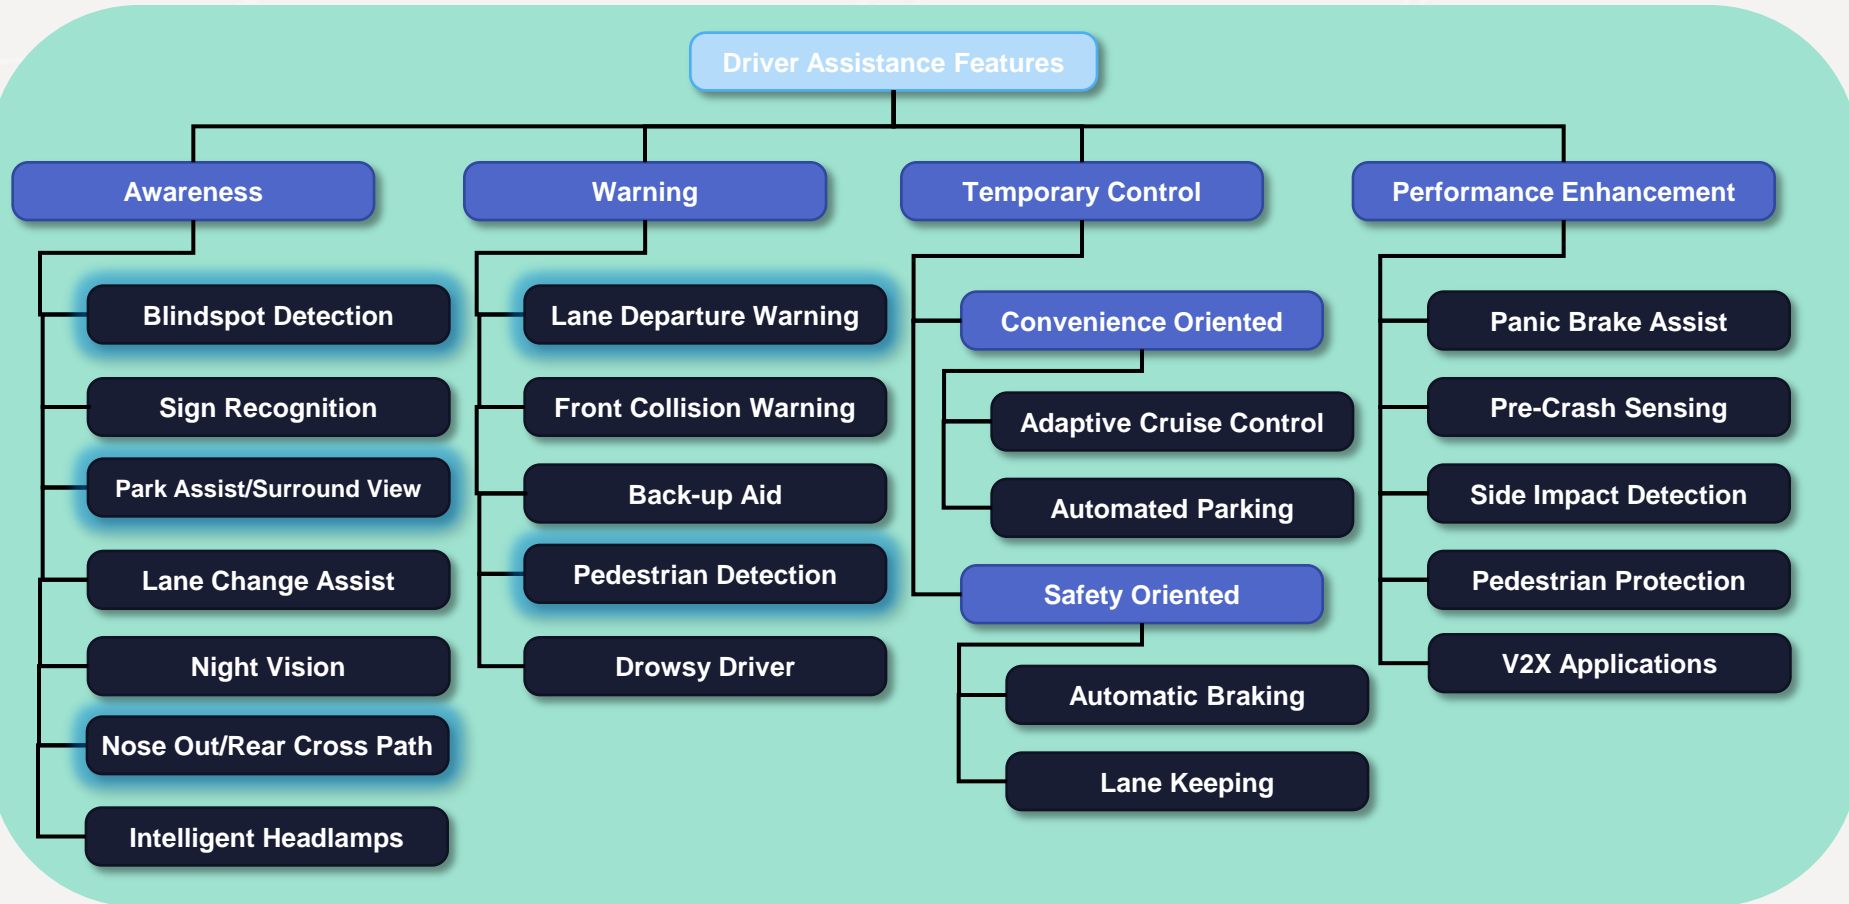 Driver Assistance Features
Awareness
Blindspot Detection
Sign Recognition
Park Assist/Surround View
Lane Change Assist
Night Vision
Nose Out/Rear Cross Path
Intelligent Headlamps
Warning
Lane Departure Warning
Front Collision Warning
Back-up Aid
Pedestrian Detection
Drowsy Driver
Temporary Control
Convenience Oriented
Adaptive Cruise Control
Automated Parking
Safety Oriented
Automatic Braking
Lane Keeping
Performance Enhancement
Panic Brake Assist
Pre-Crash Sensing
Side Impact Detection
Pedestrian Protection
V2X Applications